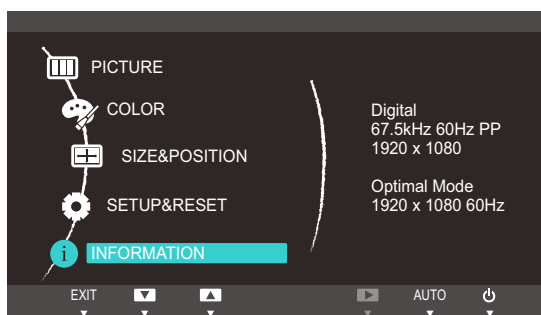 PICTURE
COLOR
SIZE&POSITION
SETUP&RESET
i INFORMATION
Digital
67.5kHz 60Hz PP
1920 x 1080
Optimal Mode
1920 x 1080 60Hz
EXIT
AUTO